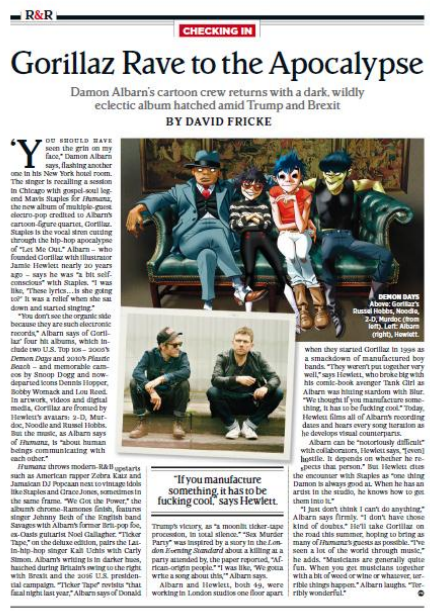 R&R
CHECKING IN
Gorillaz Rave to the Apocalypse
Damon Albarn's cartoon crew returns with a dark, wildly
eclectic album hatched amid Trump and Brexit
BY DAVID FRICKE
'YOU SHOULD HAVE
seen the grin on my
face," Damon Albarn
says, flashing another
one in his New York hotel room.
The singer is recalling a session
in Chicago with gospel-soul leg-
end Mavis Staples for Humanz,
the new album of multiple-guest
electro-pop credited to Albarn's
cartoon-figure quartet, Gorillaz.
Staples is the vocal siren cutting
through the hip-hop apocalypse
of "Let Me Out." Albarn – who
founded Gorillaz with illustrator
Jamie Hewlett nearly 20 years
ago – says he was "a bit self-
conscious" with Staples. "I was
like, 'These lyrics…is she going
to?' It was a relief when she sat
down and started singing."
"You don't see the organic side
because they are such electronic
records," Albarn says of Goril-
laz' four hit albums, which in-
clude two U.S. Top 10s –
Demon Days and 2010's Plastic
Beach – and memorable cam-
eos by Snoop Dogg and now-
departed icons Dennis Hopper,
Bobby Womack and Lou Reed.
In artwork, videos and digital
media, Gorillaz are fronted by
Hewlett's avatars: 2-D, Mur-
doc, Noodle and Russel Hobbs.
But the music, as Albarn says
of Humanz, is "about human
beings communicating with
each other."
Humanz throws modern-R&B upstarts
such as American rapper Zebra Katz and
Jamaican DJ Popcaan next to vintage idols
like Staples and Grace Jones, sometimes in
the same frame. "We Got the Power," the
album's chrome-Ramones finish, features
singer Jehnny Beth of the English band
Savages with Albarn's former Brit-pop foe,
ex-Oasis guitarist Noel Gallagher. "Ticker
Tape," on the deluxe edition, pairs the Lat-
in-hip-hop singer Kali Uchis with Carly
Simon. Albarn's writing is in darker hues,
hatched during Britain's swing to the right
with Brexit and the 2016 U.S. presiden-
tial campaign. "Ticker Tape" revisits "that
fatal night last year," Albarn says of Donald
"If you manufacture
something, it has to be
fucking cool," says Hewlett.
Trump's victory, as "a moonlit ticker-tape
procession, in total silence." "Sex Murder
Party" was inspired by a story in the Lon-
don Evening Standard about a killing at a
party attended by, the paper reported, "Af-
rican-origin people." "I was like, 'We gotta
write a song about this,'" Albarn says.
Albarn and Hewlett, both 49, were
working in London studios one floor apart
DEMON DAYS
Above: Gorillaz's
Russel Hobbs, Noodle,
2-D, Murdoc (from
left). Left: Albarn
(right), Hewlett.
when they started Gorillaz in 1998 as
a smackdown of manufactured boy
bands. "They weren't put together very
well," says Hewlett, who broke big with
his comic-book avenger Tank Girl as
Albarn was hitting stardom with Blur.
"We thought if you manufacture some-
thing, it has to be fucking cool." Today,
Hewlett films all of Albarn's recording
dates and hears every song iteration as
he develops visual counterparts.
Albarn can be "notoriously difficult"
with collaborators, Hewlett says, "[even]
hostile. It depends on whether he re-
spects that person." But Hewlett cites
the encounter with Staples as "one thing
Damon is always good at. When he has an
artist in the studio, he knows how to get
them into it."
"I just don't think I can't do anything,"
Albarn says firmly. "I don't have those
kind of doubts." He'll take Gorillaz on
the road this summer, hoping to bring as
many of Humanz's guests as possible. "I've
seen a lot of the world through music,"
he adds. "Musicians are generally quite
fun. When you get musicians together
with a bit of weed or wine or whatever, ter-
rible things happen." Albarn laughs. "Ter-
ribly wonderful."